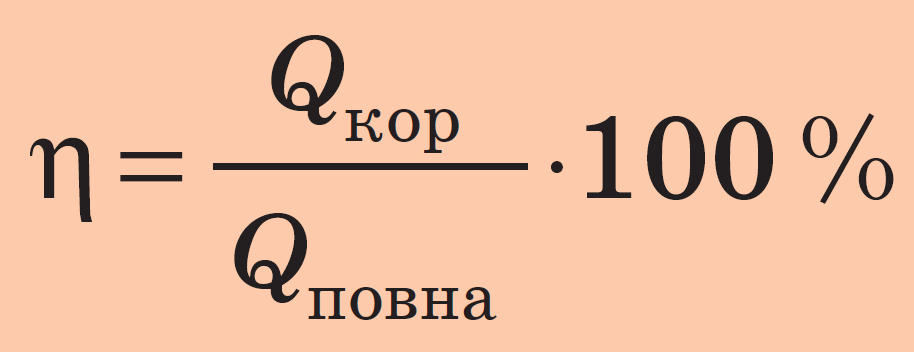 η = Qкор / Qповна · 100 %